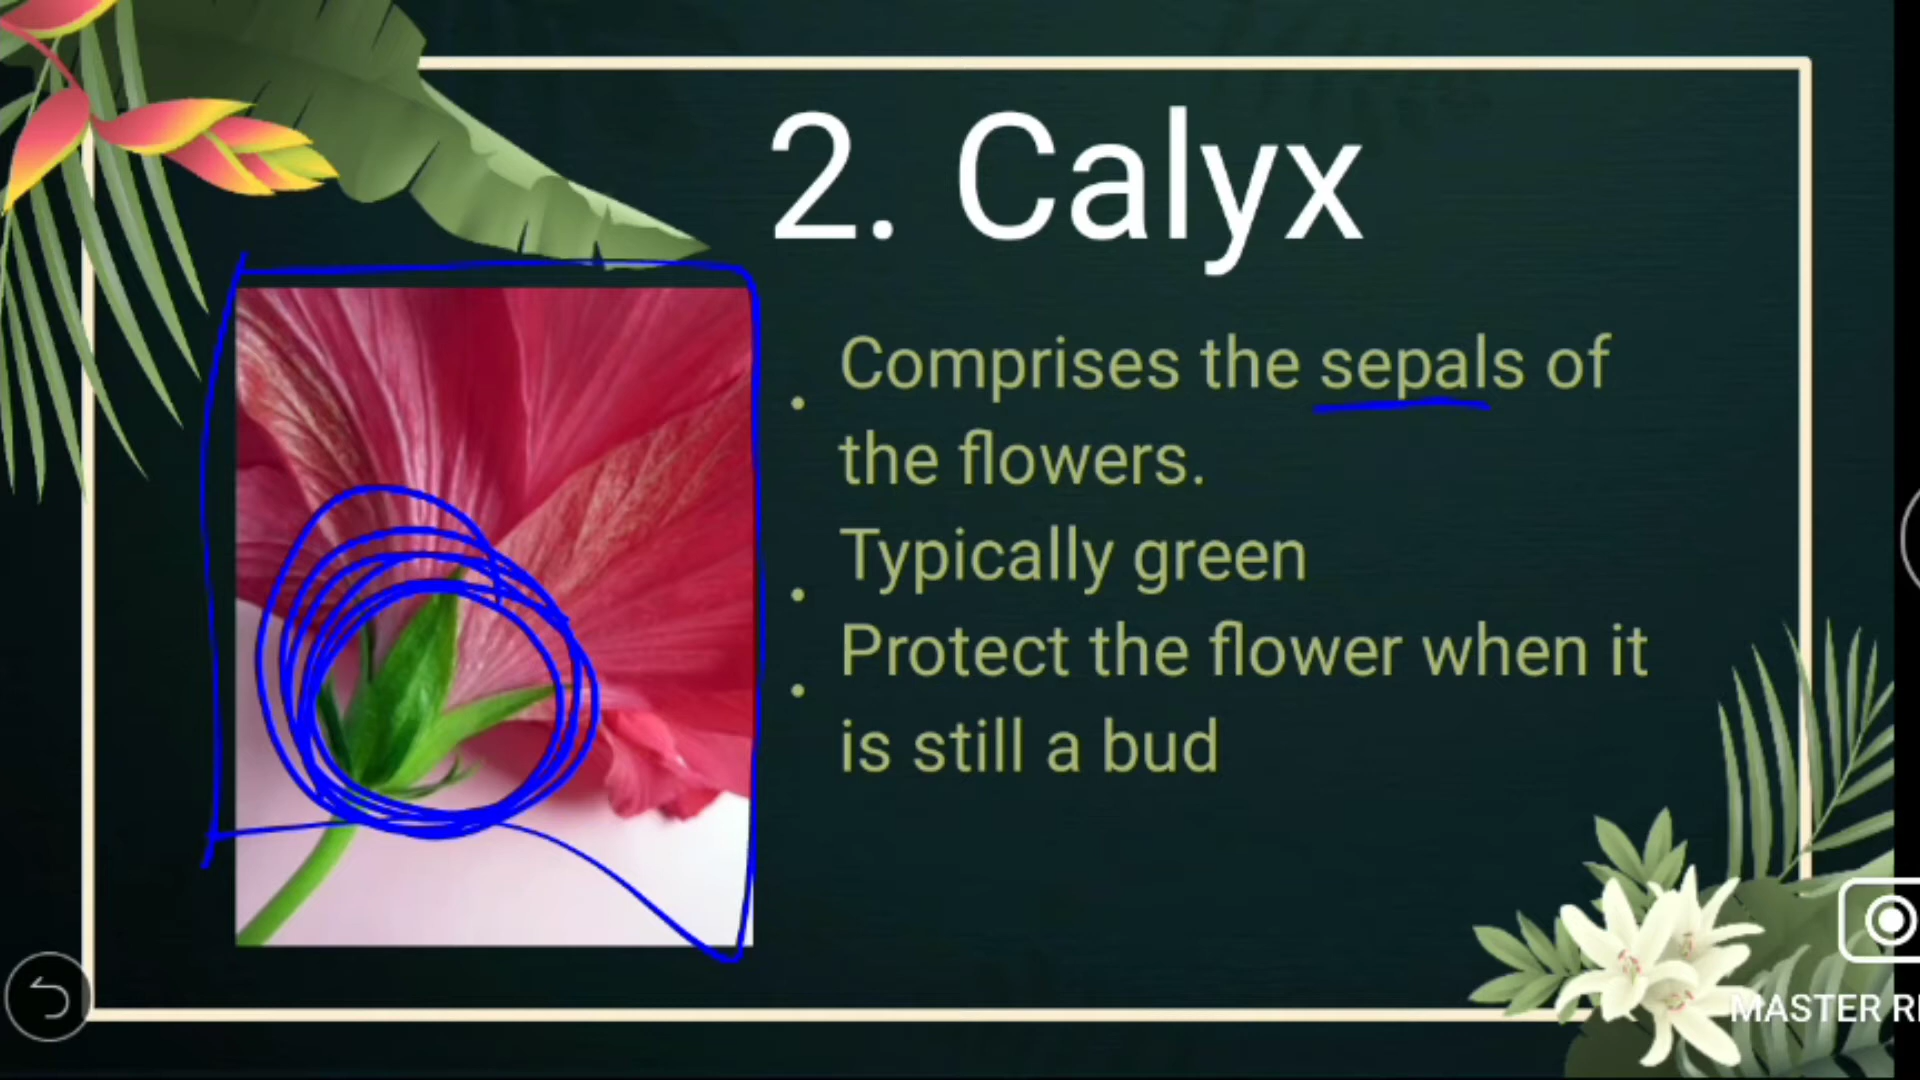 2. Calyx
• Comprises the sepals of
the flowers.
• Typically green
• Protect the flower when it
is still a bud
MASTER